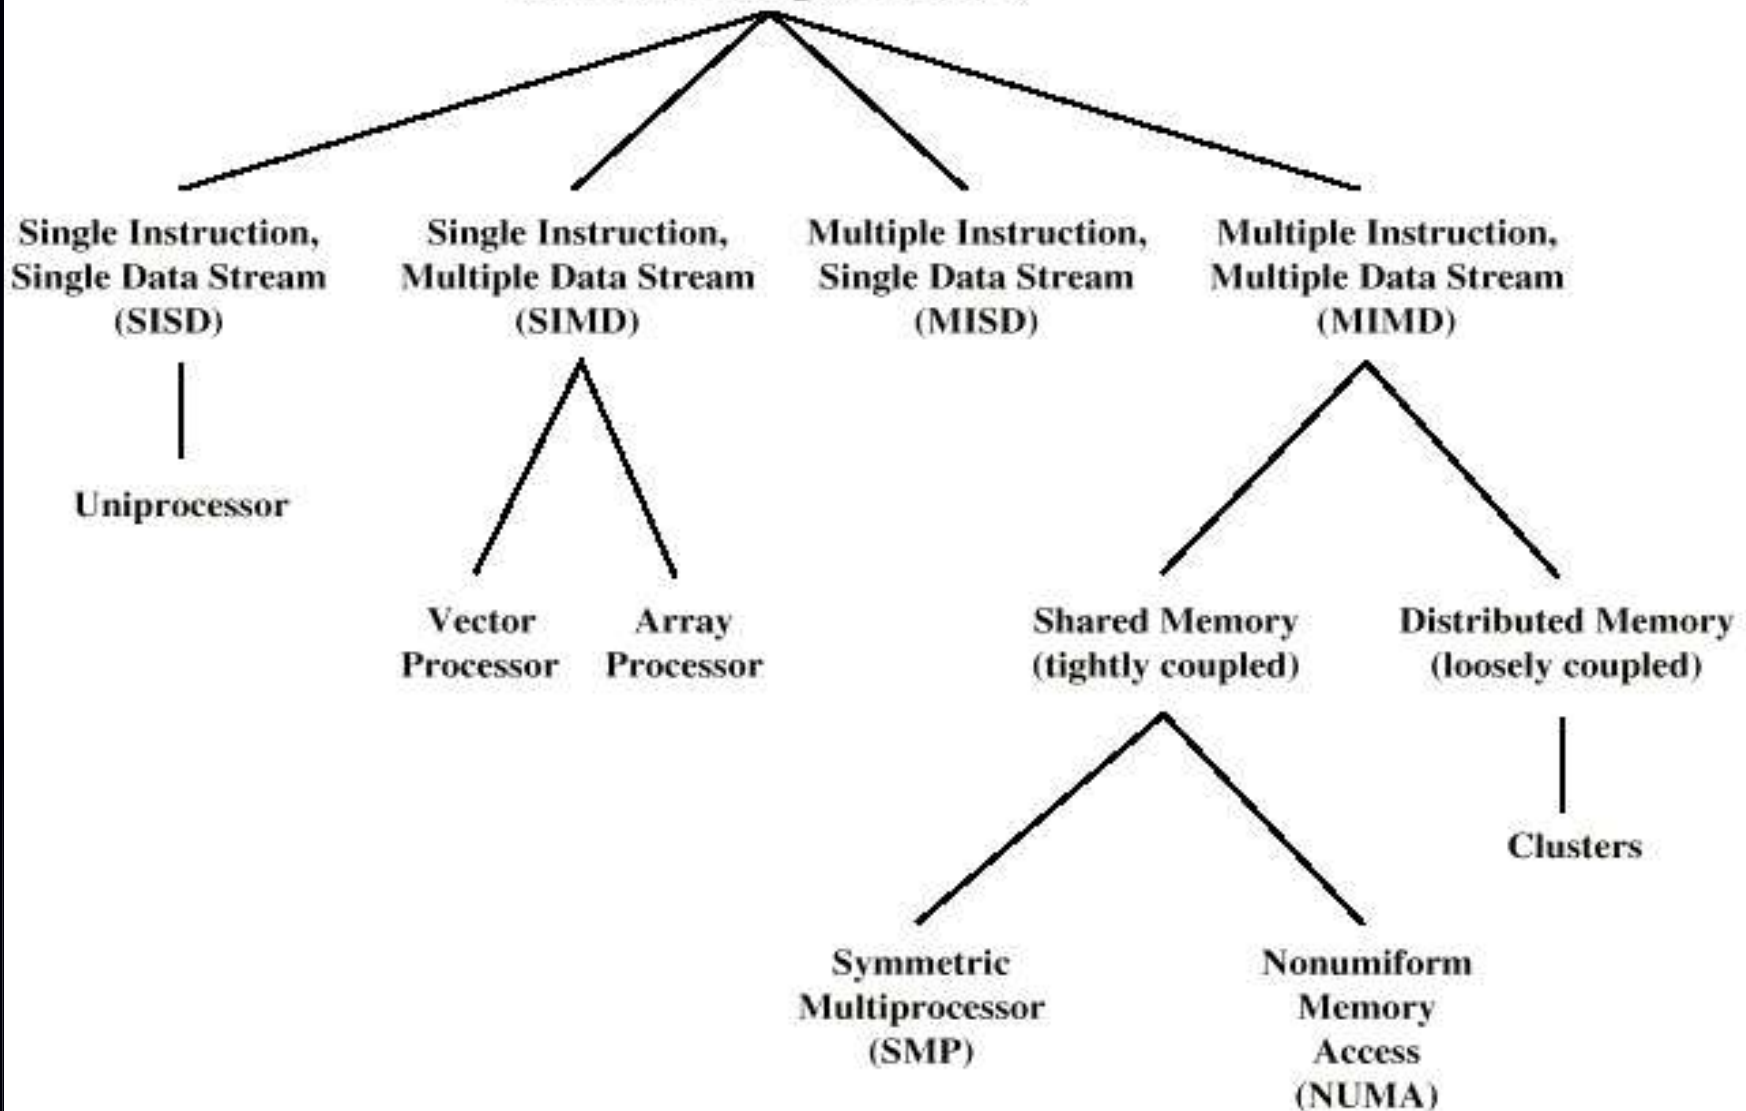 Single Instruction,
Single Data Stream
(SISD)
Single Instruction,
Multiple Data Stream
(SIMD)
Multiple Instruction,
Single Data Stream
(MISD)
Multiple Instruction,
Multiple Data Stream
(MIMD)
Uniprocessor
Vector
Processor
Array
Processor
Shared Memory
(tightly coupled)
Distributed Memory
(loosely coupled)
Clusters
Symmetric
Multiprocessor
(SMP)
Nonumiform
Memory
Access
(NUMA)